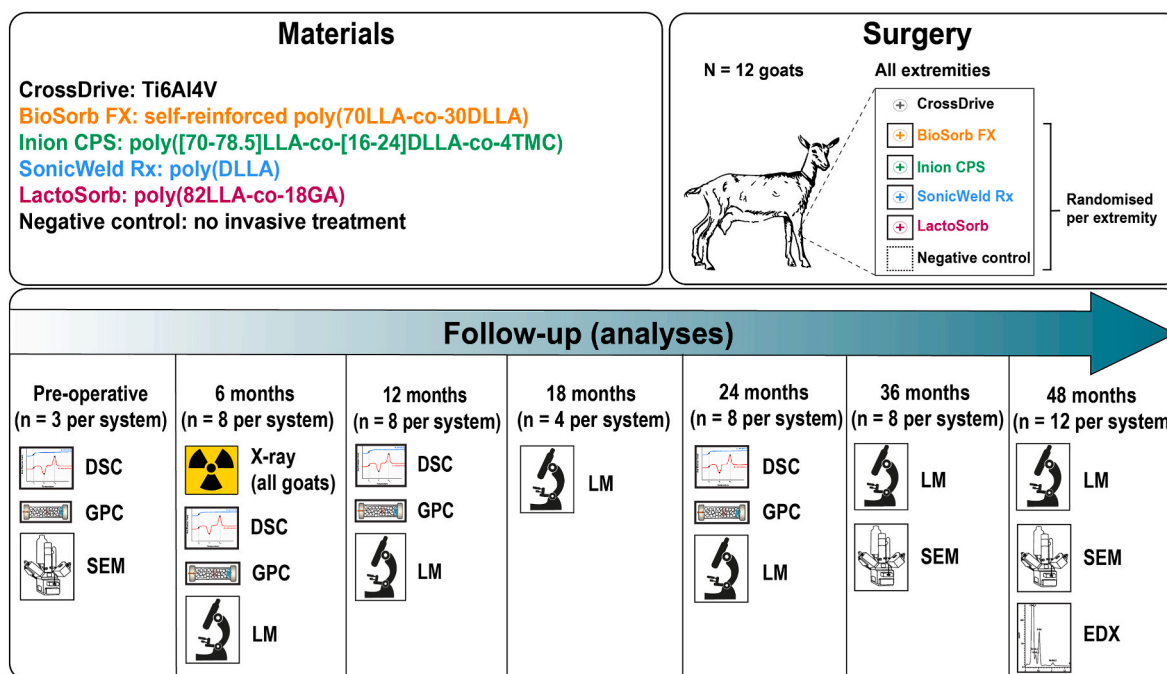 Materials
CrossDrive: Ti6Al4V
BioSorb FX: self-reinforced poly(70LLA-co-30DLLA)
Inion CPS: poly([70-78.5]LLA-co-[16-24]DLLA-co-4TMC)
SonicWeld Rx: poly(DLLA)
LactoSorb: poly(82LLA-co-18GA)
Negative control: no invasive treatment
Surgery
N = 12 goats
All extremities
CrossDrive
BioSorb FX
Inion CPS
SonicWeld Rx
LactoSorb
Negative control
Randomised
per extremity
Follow-up (analyses)
Pre-operative
(n = 3 per system)
DSC
GPC
SEM
6 months
(n = 8 per system)
X-ray
(all goats)
DSC
GPC
LM
12 months
(n = 8 per system)
DSC
GPC
LM
18 months
(n = 4 per system)
LM
24 months
(n = 8 per system)
DSC
GPC
LM
36 months
(n = 8 per system)
LM
SEM
48 months
(n = 12 per system)
LM
SEM
EDX